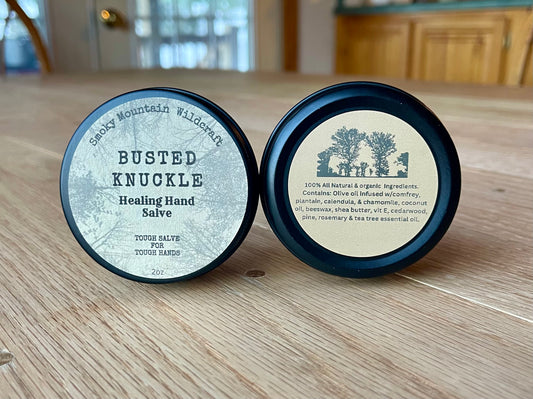 Smoky Mountain Wildcraft
BUSTED
KNUCKLE
Healing Hand
Salve
TOUGH SALVE
FOR
TOUGH HANDS
2oz
100% All Natural & organic Ingredients.
Contains: Olive oil Infused w/comfrey,
plantain, calendula, & chamomile, coconut
oil, beeswax, shea butter, vit E, cedarwood,
pine, rosemary & tea tree essential oil.